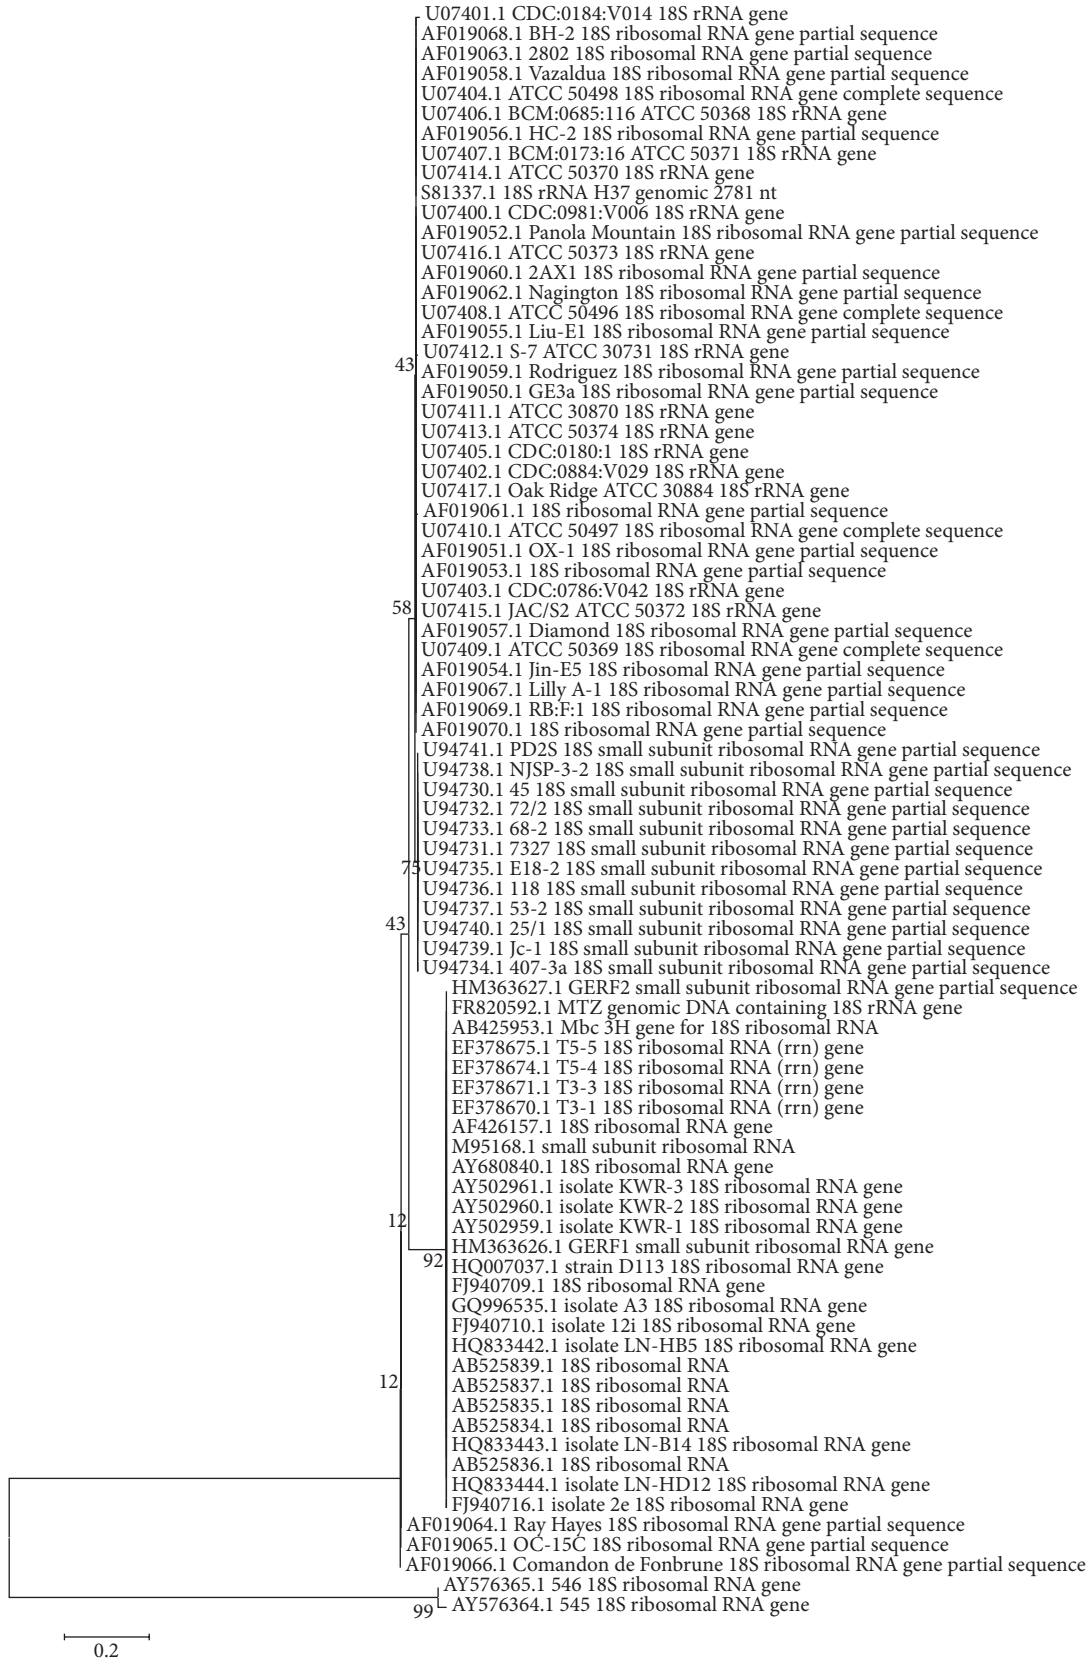 U07401.1 CDC:0184:V014 18S rRNA gene
AF019068.1 BH-2 18S ribosomal RNA gene partial sequence
AF019063.1 2802 18S ribosomal RNA gene partial sequence
AF019058.1 Vazaldua 18S ribosomal RNA gene partial sequence
U07404.1 ATCC 50498 18S ribosomal RNA gene complete sequence
U07406.1 BCM:0685:116 ATCC 50368 18S rRNA gene
AF019056.1 HC-2 18S ribosomal RNA gene partial sequence
U07407.1 BCM:0173:16 ATCC 50371 18S rRNA gene
U07414.1 ATCC 50370 18S rRNA gene
S81337.1 18S rRNA H37 genomic 2781 nt
U07400.1 CDC:0981:V006 18S rRNA gene
AF019052.1 Panola Mountain 18S ribosomal RNA gene partial sequence
U07416.1 ATCC 50373 18S rRNA gene
AF019060.1 2AX1 18S ribosomal RNA gene partial sequence
AF019062.1 Nagington 18S ribosomal RNA gene partial sequence
U07408.1 ATCC 50496 18S ribosomal RNA gene complete sequence
AF019055.1 Liu-E1 18S ribosomal RNA gene partial sequence
U07412.1 S-7 ATCC 30731 18S rRNA gene
43
AF019059.1 Rodriguez 18S ribosomal RNA gene partial sequence
AF019050.1 GE3a 18S ribosomal RNA gene partial sequence
U07411.1 ATCC 30870 18S rRNA gene
U07413.1 ATCC 50374 18S rRNA gene
U07405.1 CDC:0180:1 18S rRNA gene
U07402.1 CDC:0884:V029 18S rRNA gene
U07417.1 Oak Ridge ATCC 30884 18S rRNA gene
AF019061.1 18S ribosomal RNA gene partial sequence
U07410.1 ATCC 50497 18S ribosomal RNA gene complete sequence
AF019051.1 OX-1 18S ribosomal RNA gene partial sequence
AF019053.1 18S ribosomal RNA gene partial sequence
U07403.1 CDC:0786:V042 18S rRNA gene
58
U07415.1 JAC/S2 ATCC 50372 18S rRNA gene
AF019057.1 Diamond 18S ribosomal RNA gene partial sequence
U07409.1 ATCC 50369 18S ribosomal RNA gene complete sequence
AF019054.1 Jin-E5 18S ribosomal RNA gene partial sequence
AF019067.1 Lilly A-1 18S ribosomal RNA gene partial sequence
AF019069.1 RB:F:1 18S ribosomal RNA gene partial sequence
AF019070.1 18S ribosomal RNA gene partial sequence
U94741.1 PD2S 18S small subunit ribosomal RNA gene partial sequence
U94738.1 NJSP-3-2 18S small subunit ribosomal RNA gene partial sequence
U94730.1 45 18S small subunit ribosomal RNA gene partial sequence
U94732.1 72/2 18S small subunit ribosomal RNA gene partial sequence
U94733.1 68-2 18S small subunit ribosomal RNA gene partial sequence
U94731.1 7327 18S small subunit ribosomal RNA gene partial sequence
75
U94735.1 E18-2 18S small subunit ribosomal RNA gene partial sequence
U94736.1 118 18S small subunit ribosomal RNA gene partial sequence
U94737.1 53-2 18S small subunit ribosomal RNA gene partial sequence
43
U94740.1 25/1 18S small subunit ribosomal RNA gene partial sequence
U94739.1 Jc-1 18S small subunit ribosomal RNA gene partial sequence
U94734.1 407-3a 18S small subunit ribosomal RNA gene partial sequence
HM363627.1 GERF2 small subunit ribosomal RNA gene partial sequence
FR820592.1 MTZ genomic DNA containing 18S rRNA gene
AB425953.1 Mbc 3H gene for 18S ribosomal RNA
EF378675.1 T5-5 18S ribosomal RNA (rrn) gene
EF378674.1 T5-4 18S ribosomal RNA (rrn) gene
EF378671.1 T3-3 18S ribosomal RNA (rrn) gene
EF378670.1 T3-1 18S ribosomal RNA (rrn) gene
AF426157.1 18S ribosomal RNA gene
M95168.1 small subunit ribosomal RNA
AY680840.1 18S ribosomal RNA gene
AY502961.1 isolate KWR-3 18S ribosomal RNA gene
AY502960.1 isolate KWR-2 18S ribosomal RNA gene
12
AY502959.1 isolate KWR-1 18S ribosomal RNA gene
HM363626.1 GERF1 small subunit ribosomal RNA gene
92
HQ007037.1 strain D113 18S ribosomal RNA gene
FJ940709.1 18S ribosomal RNA gene
GQ996535.1 isolate A3 18S ribosomal RNA gene
FJ940710.1 isolate 12i 18S ribosomal RNA gene
HQ833442.1 isolate LN-HB5 18S ribosomal RNA gene
AB525839.1 18S ribosomal RNA
12
AB525837.1 18S ribosomal RNA
AB525835.1 18S ribosomal RNA
AB525834.1 18S ribosomal RNA
HQ833443.1 isolate LN-B14 18S ribosomal RNA gene
AB525836.1 18S ribosomal RNA
HQ833444.1 isolate LN-HD12 18S ribosomal RNA gene
FJ940716.1 isolate 2e 18S ribosomal RNA gene
AF019064.1 Ray Hayes 18S ribosomal RNA gene partial sequence
AF019065.1 OC-15C 18S ribosomal RNA gene partial sequence
AF019066.1 Comandon de Fonbrune 18S ribosomal RNA gene partial sequence
AY576365.1 546 18S ribosomal RNA gene
99
AY576364.1 545 18S ribosomal RNA gene
0.2